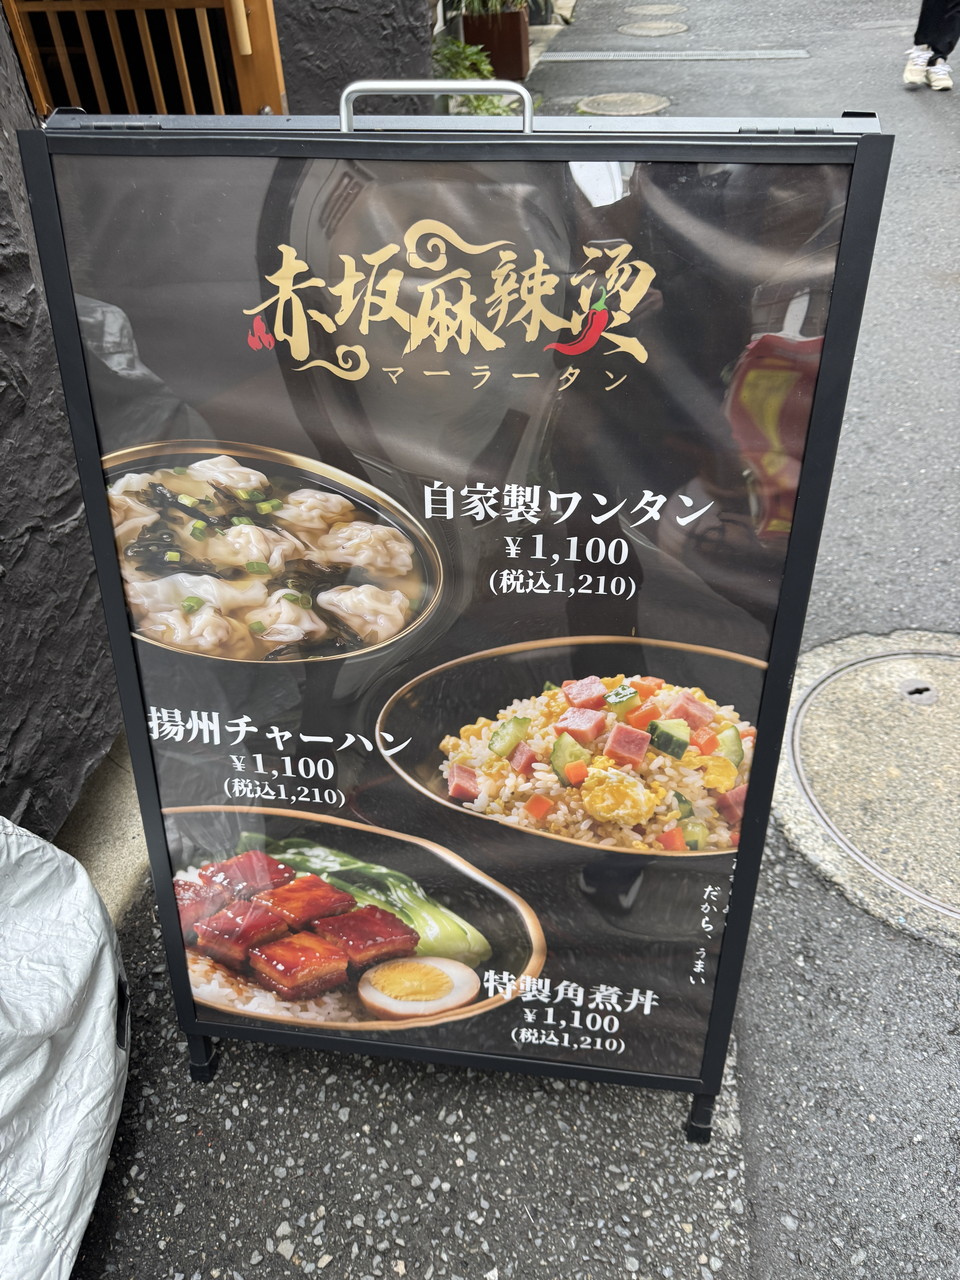 赤坂麻辣烫
マーラータン
自家製ワンタン
¥1,100
(税込1,210)
揚州チャーハン
¥1,100
(税込1,210)
特製角煮丼
¥1,100
(税込1,210)
だから、うまい